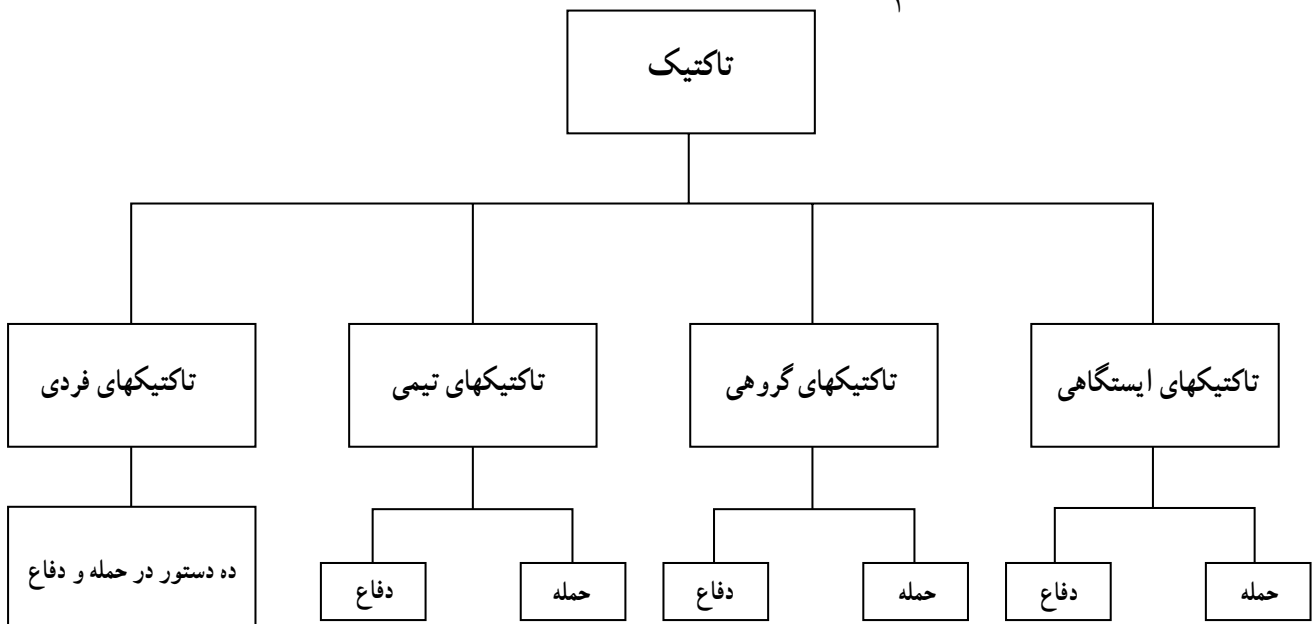 ۱
تاکتیک
تاکتیکهای ایستگاهی
تاکتیکهای گروهی
تاکتیکهای تیمی
تاکتیکهای فردی
حمله
دفاع
حمله
دفاع
حمله
دفاع
ده دستور در حمله و دفاع